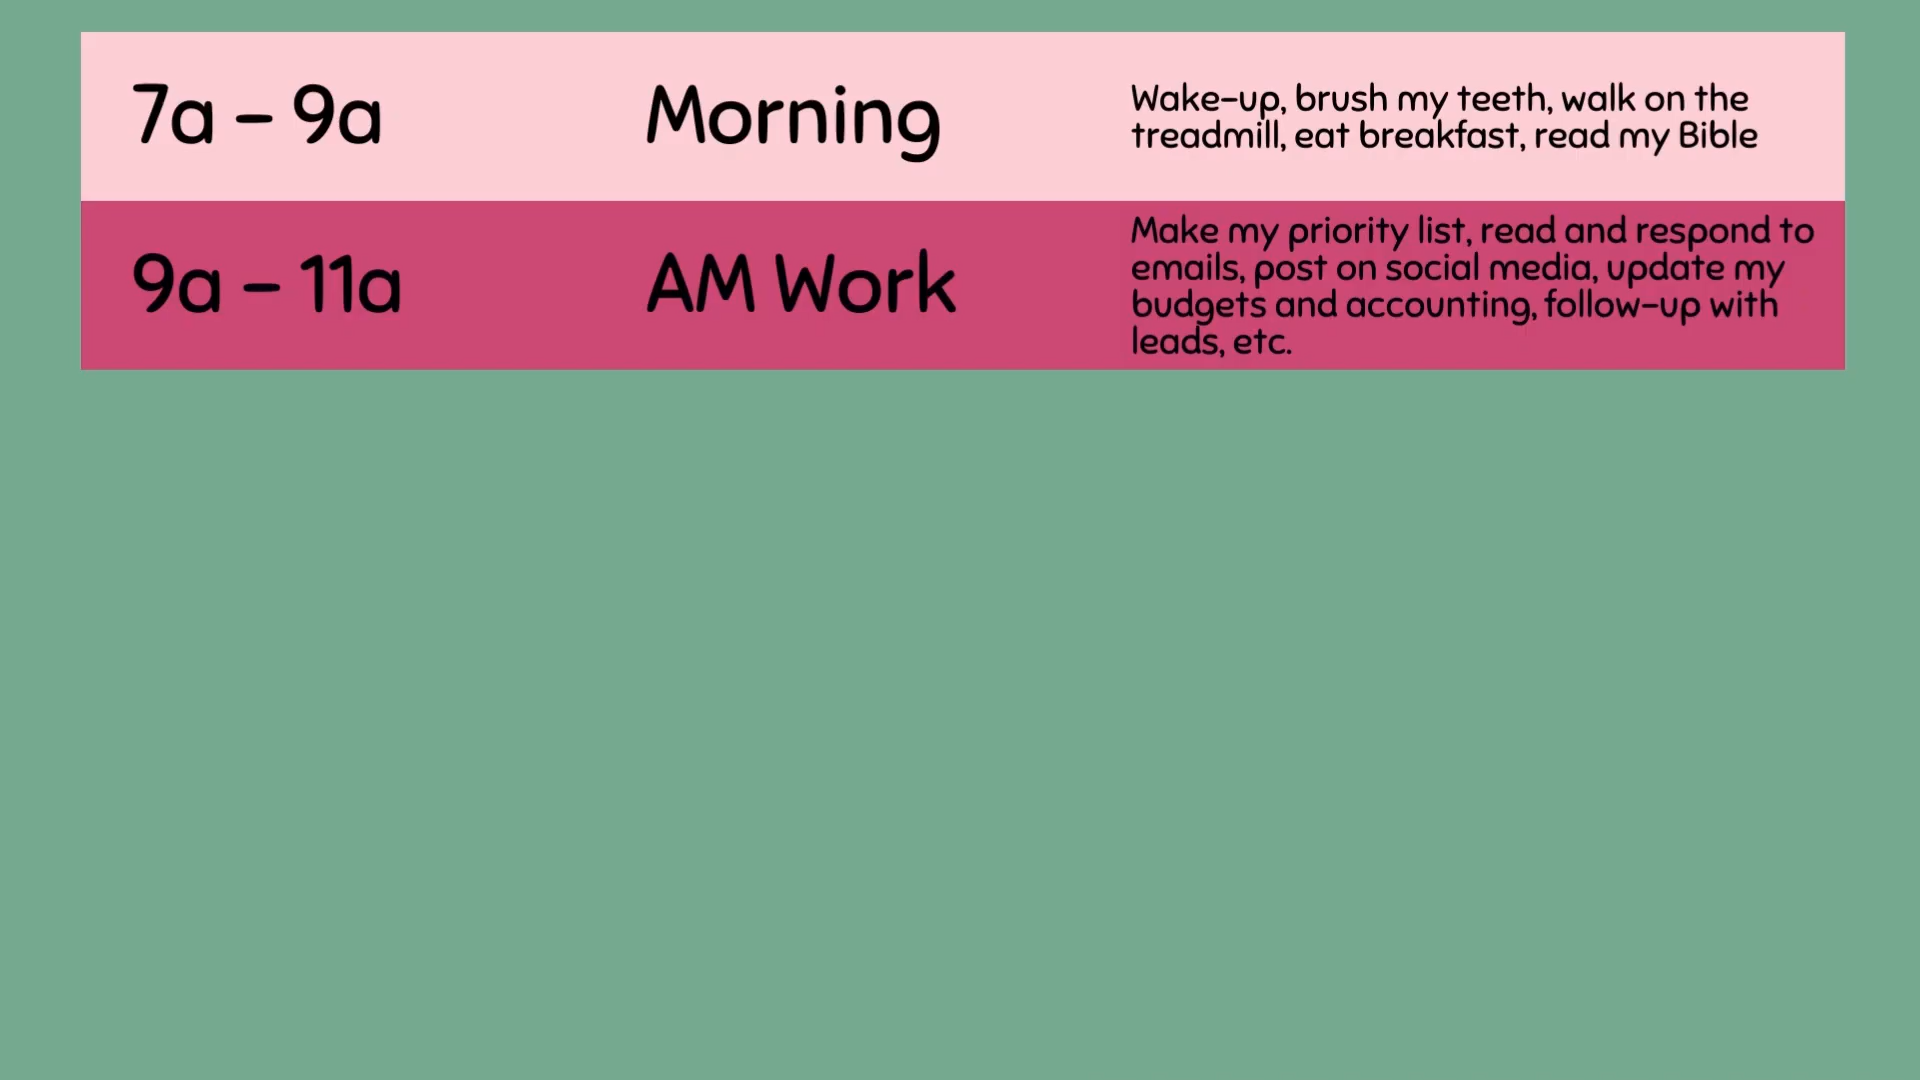 7a – 9a
Morning
Wake-up, brush my teeth, walk on the
treadmill, eat breakfast, read my Bible
9a – 11a
AM Work
Make my priority list, read and respond to
emails, post on social media, update my
budgets and accounting, follow-up with
leads, etc.